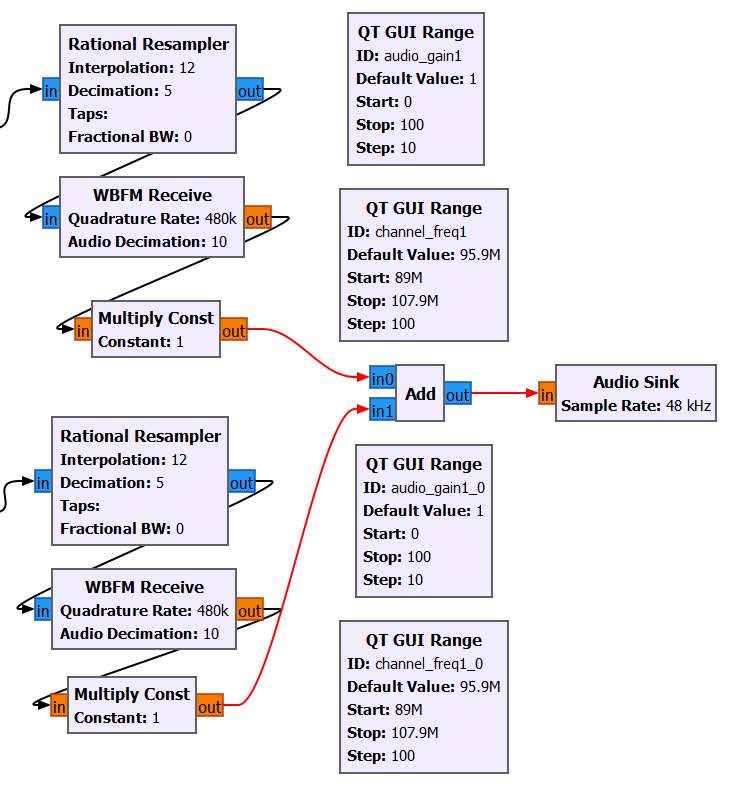 Rational Resampler
Interpolation: 12
in
Decimation: 5
out
Taps:
Fractional BW: 0
QT GUI Range
ID: audio_gain1
Default Value: 1
Start: 0
Stop: 100
Step: 10
WBFM Receive
in
Quadrature Rate: 480k
out
Audio Decimation: 10
QT GUI Range
ID: channel_freq1
Default Value: 95.9M
Start: 89M
Stop: 107.9M
Step: 100
Multiply Const
in
Constant: 1
out
in0
in1
Add
out
in
Audio Sink
Sample Rate: 48 kHz
Rational Resampler
Interpolation: 12
in
Decimation: 5
out
Taps:
Fractional BW: 0
QT GUI Range
ID: audio_gain1_0
Default Value: 1
Start: 0
Stop: 100
Step: 10
WBFM Receive
in
Quadrature Rate: 480k
out
Audio Decimation: 10
QT GUI Range
ID: channel_freq1_0
Default Value: 95.9M
Start: 89M
Stop: 107.9M
Step: 100
Multiply Const
in
Constant: 1
out